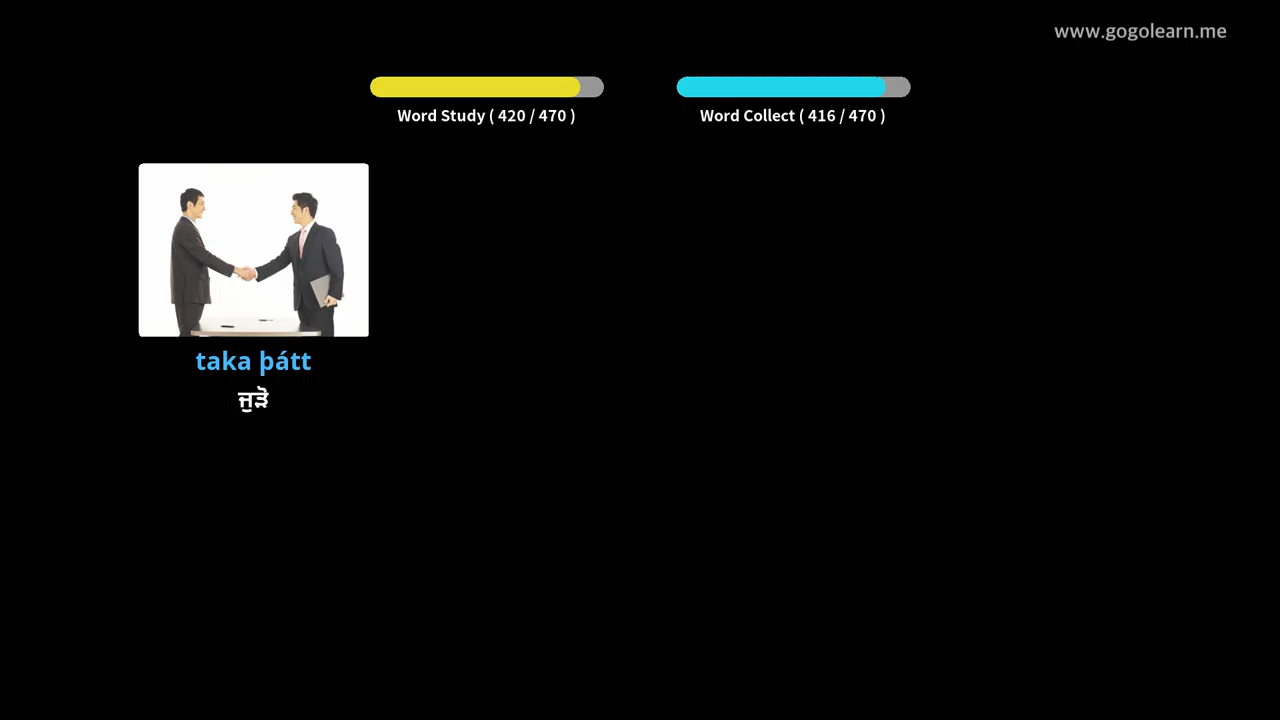 www.gogolearn.me
Word Study ( 420 / 470 )
Word Collect ( 416 / 470 )
taka þátt
ਜੁੜੋ